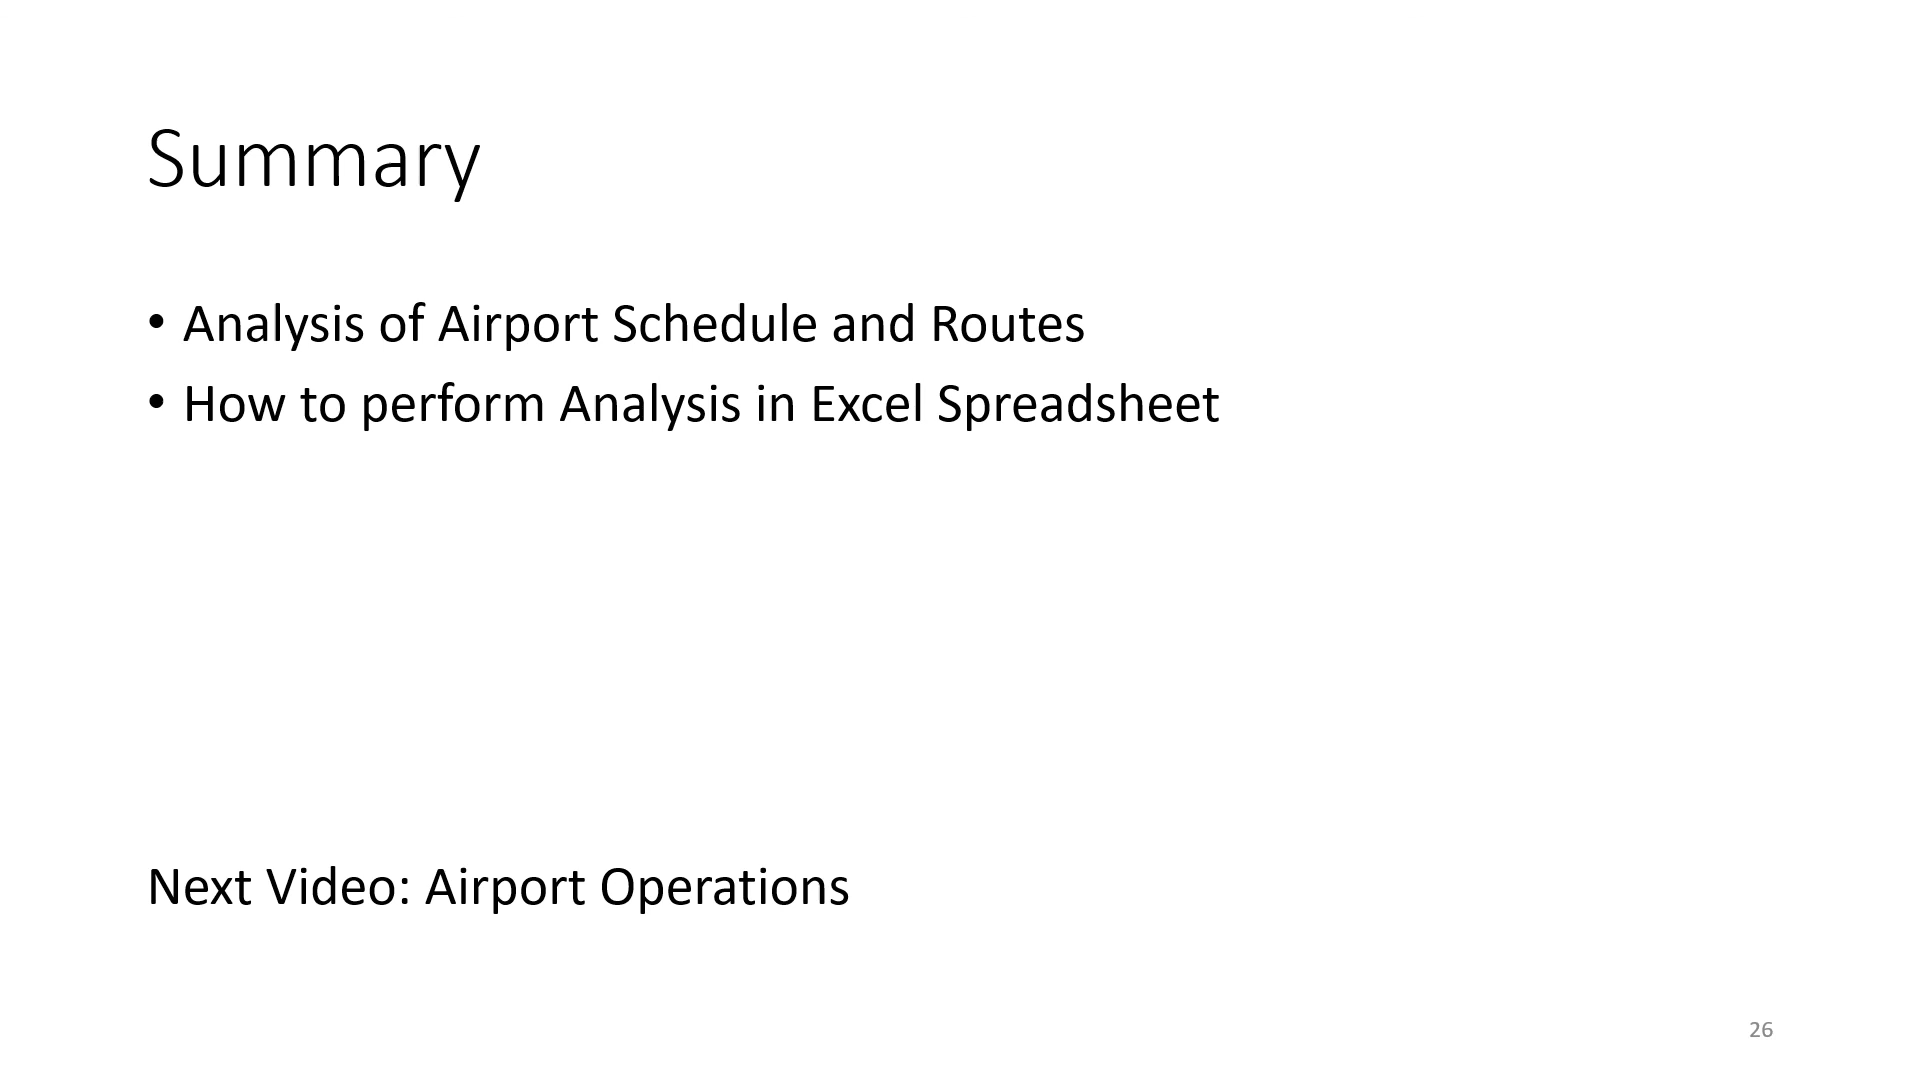 Summary
• Analysis of Airport Schedule and Routes
• How to perform Analysis in Excel Spreadsheet
Next Video: Airport Operations
26